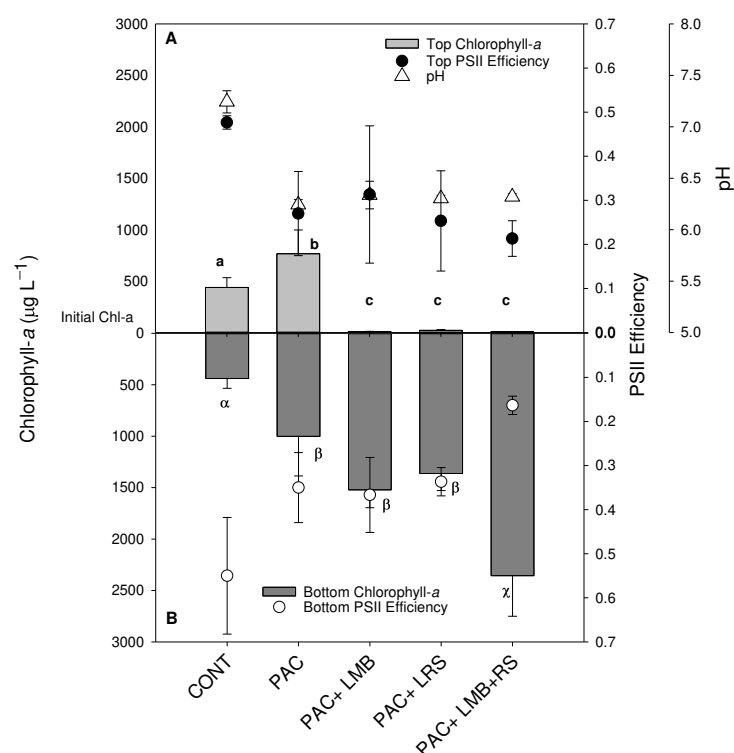 A
Top Chlorophyll-a
Top PSII Efficiency
pH
3000
2500
2000
1500
1000
500
0
500
1000
1500
2000
2500
3000
Chlorophyll-a (µg L⁻¹)
Initial Chl-a
0.7
0.6
0.5
0.4
0.3
0.2
0.1
0.0
0.1
0.2
0.3
0.4
0.5
0.6
0.7
PSII Efficiency
8.0
7.5
7.0
6.5
6.0
5.5
5.0
pH
a
b
c
c
c
α
β
β
β
χ
Bottom Chlorophyll-a
Bottom PSII Efficiency
B
CONT
PAC
PAC+ LMB
PAC+ LRS
PAC+ LMB+RS